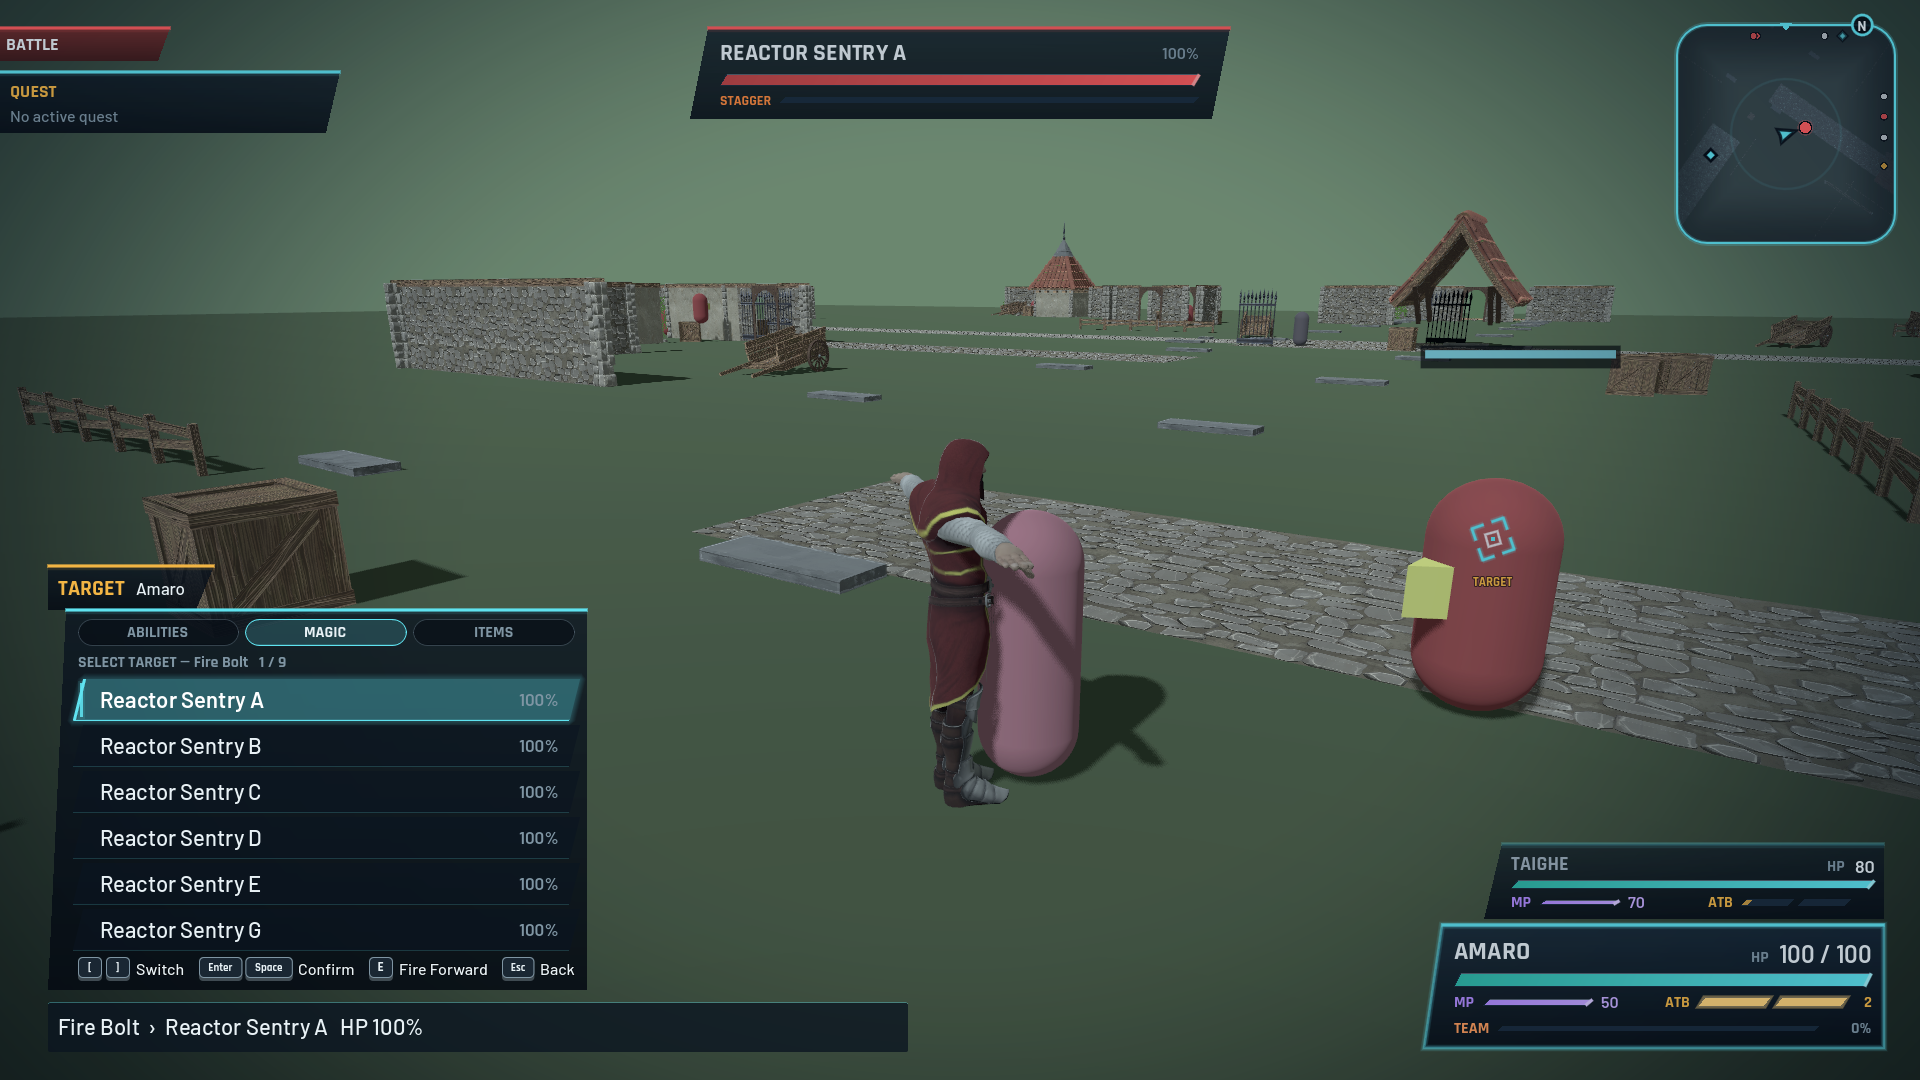 BATTLE
QUEST
No active quest
REACTOR SENTRY A 100%
STAGGER
N
TARGET
TARGET Amaro
ABILITIES MAGIC ITEMS
SELECT TARGET — Fire Bolt 1 / 9
Reactor Sentry A 100%
Reactor Sentry B 100%
Reactor Sentry C 100%
Reactor Sentry D 100%
Reactor Sentry E 100%
Reactor Sentry G 100%
[ ] Switch Enter Space Confirm E Fire Forward Esc Back
Fire Bolt › Reactor Sentry A HP 100%
TAIGHE HP 80
MP 70 ATB
AMARO HP 100 / 100
MP 50 ATB 2
TEAM 0%